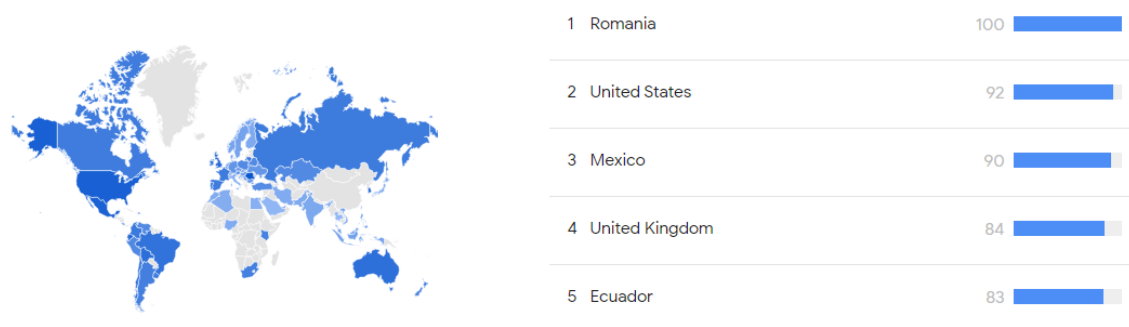 1 Romania 100
2 United States 92
3 Mexico 90
4 United Kingdom 84
5 Ecuador 83